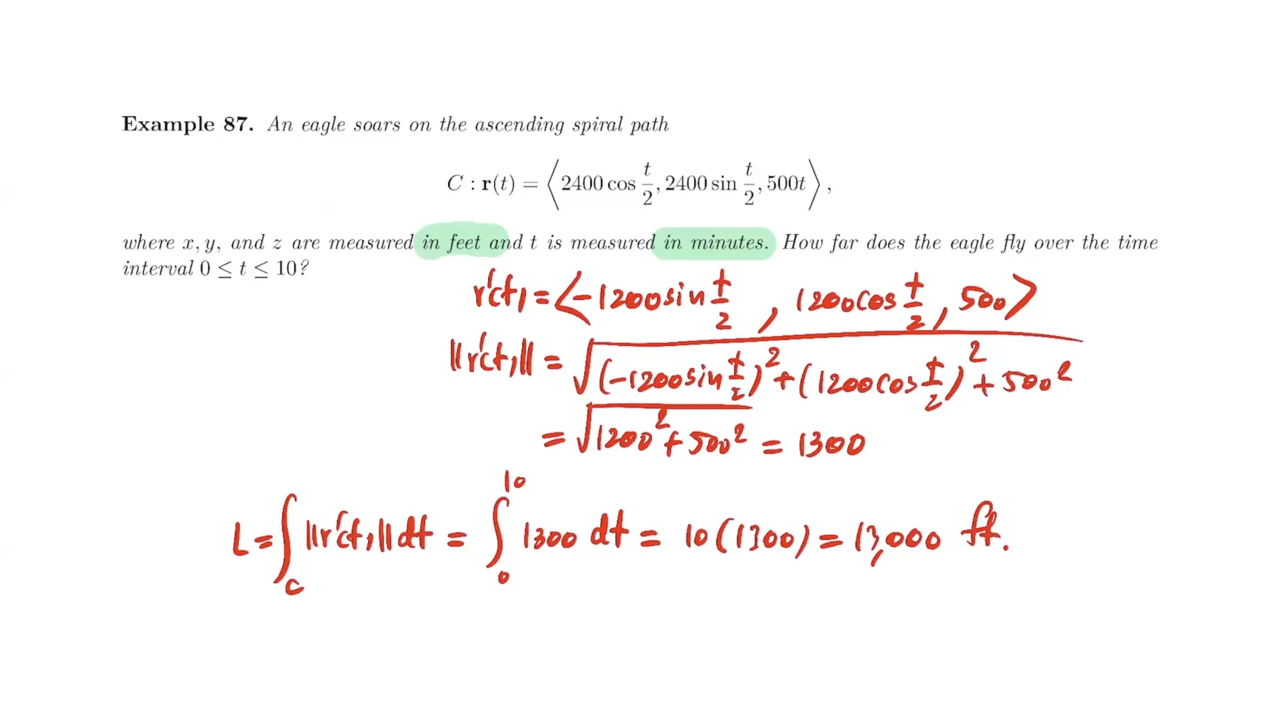 Example 87. An eagle soars on the ascending spiral path
C : r(t) = ⟨2400 cos t/2, 2400 sin t/2, 500t⟩,
where x, y, and z are measured in feet and t is measured in minutes. How far does the eagle fly over the time
interval 0 ≤ t ≤ 10?
r'(t) = ⟨-1200 sin t/2, 1200 cos t/2, 500⟩
||r'(t)|| = √((-1200 sin t/2)² + (1200 cos t/2)² + 500²
= √(1200² + 500²) = 1300
L = ∫_C ||r'(t)|| dt = ∫_0^10 1300 dt = 10(1300) = 13,000 ft.